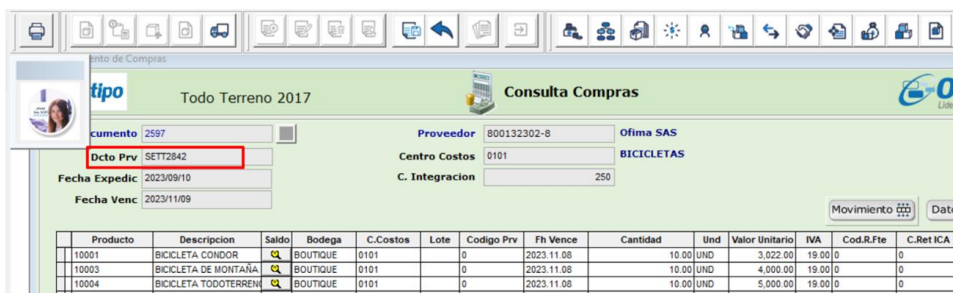 ento de Compras
tipo
Todo Terreno 2017
Consulta Compras
cumento 2597
Proveedor 800132302-8 Ofima SAS
Dcto Prv SETT2842
Centro Costos 0101 BICICLETAS
Fecha Expedic 2023/09/10
C. Integracion 250
Fecha Venc 2023/11/09
Movimiento Dat
Producto Descripcion Saldo Bodega C.Costos Lote Codigo Prv Fh Vence Cantidad Und Valor Unitario IVA Cod.R.Fte C.Ret ICA
10001 BICICLETA CONDOR BOUTIQUE 0101 0 2023.11.08 10.00 UND 3,022.00 19.00 0 0
10003 BICICLETA DE MONTAÑA BOUTIQUE 0101 0 2023.11.08 10.00 UND 4,000.00 19.00 0 0
10004 BICICLETA TODOTERREN BOUTIQUE 0101 0 2023.11.08 10.00 UND 5,000.00 19.00 0 0